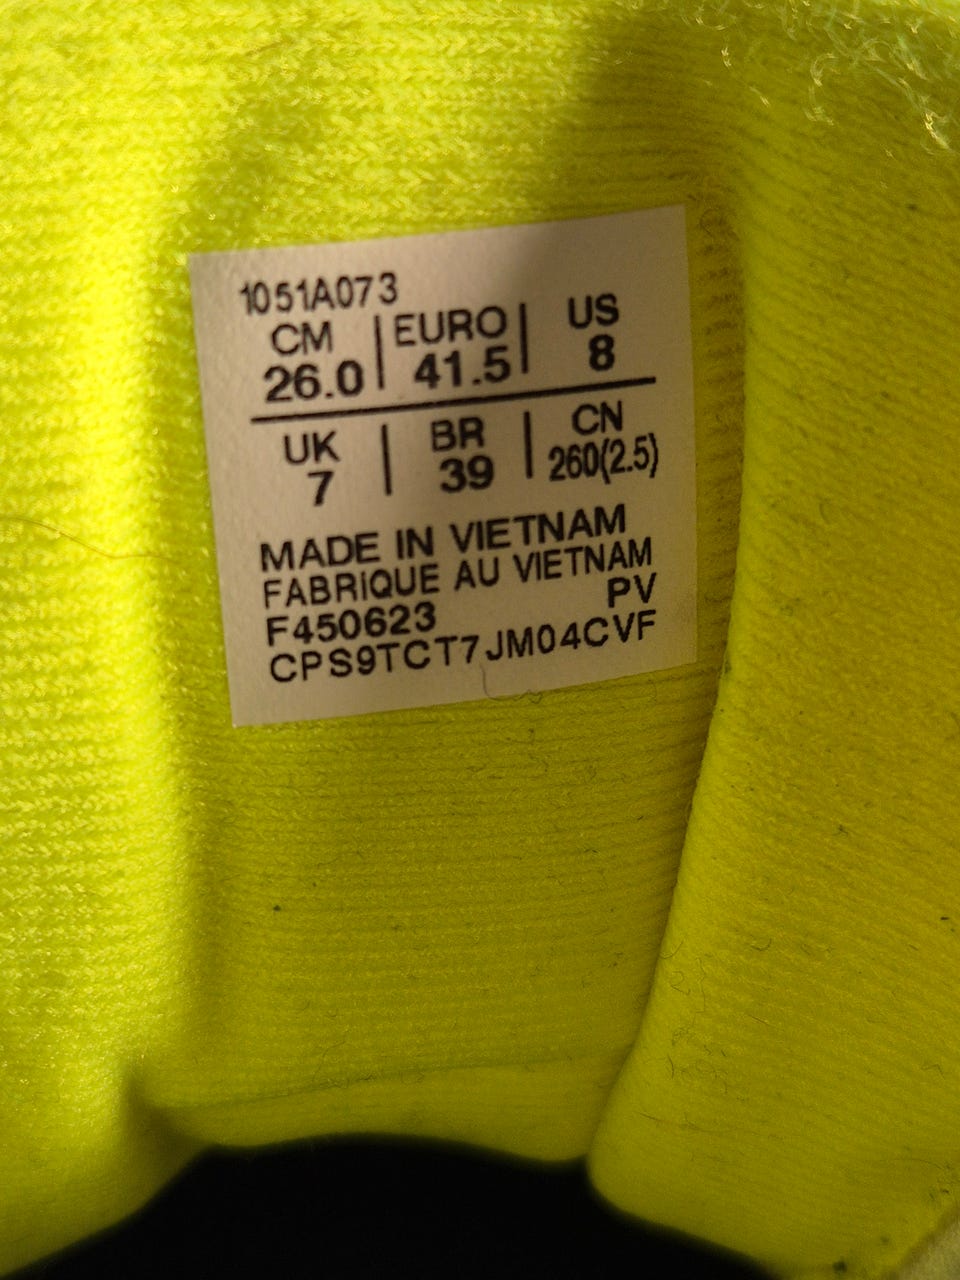 1051A073
CM | EURO | US
26.0 | 41.5 | 8
UK | BR | CN
7 | 39 | 260(2.5)
MADE IN VIETNAM
FABRIQUE AU VIETNAM
F450623 PV
CPS9TCT7JM04CVF